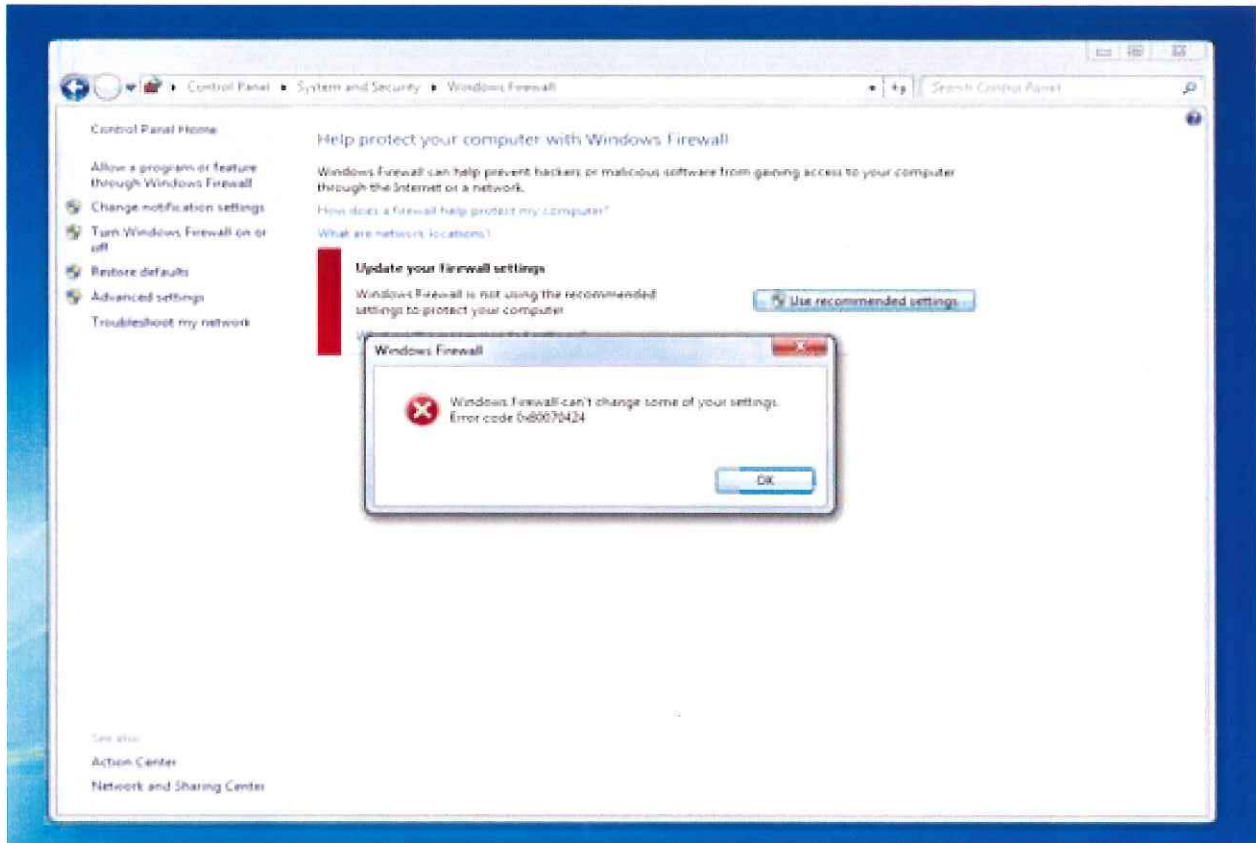 Control Panel ▸ System and Security ▸ Windows Firewall
Search Control Panel
Control Panel Home
Allow a program or feature
through Windows Firewall
Change notification settings
Turn Windows Firewall on or
off
Restore defaults
Advanced settings
Troubleshoot my network
Help protect your computer with Windows Firewall
Windows Firewall can help prevent hackers or malicious software from gaining access to your computer
through the Internet or a network.
How does a firewall help protect my computer?
What are network locations?
Update your firewall settings
Windows Firewall is not using the recommended
settings to protect your computer
Use recommended settings
Windows Firewall
Windows Firewall can't change some of your settings.
Error code 0x80070424
OK
See also
Action Center
Network and Sharing Center